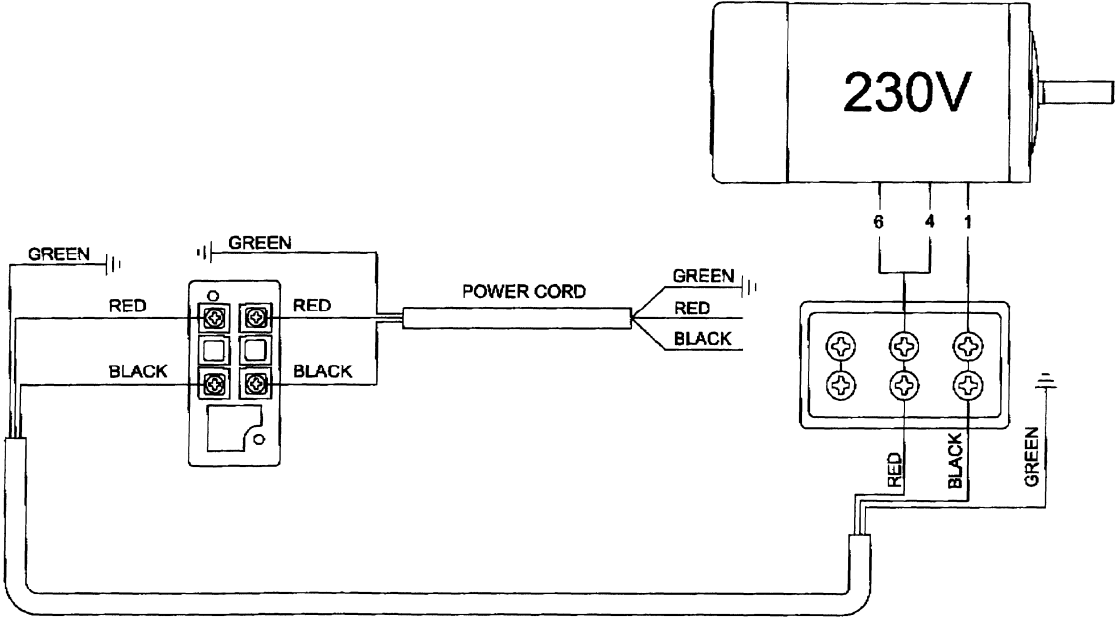 230V
6 4 1
GREEN
GREEN
RED
RED
BLACK
BLACK
POWER CORD
GREEN
RED
BLACK
RED
BLACK
GREEN